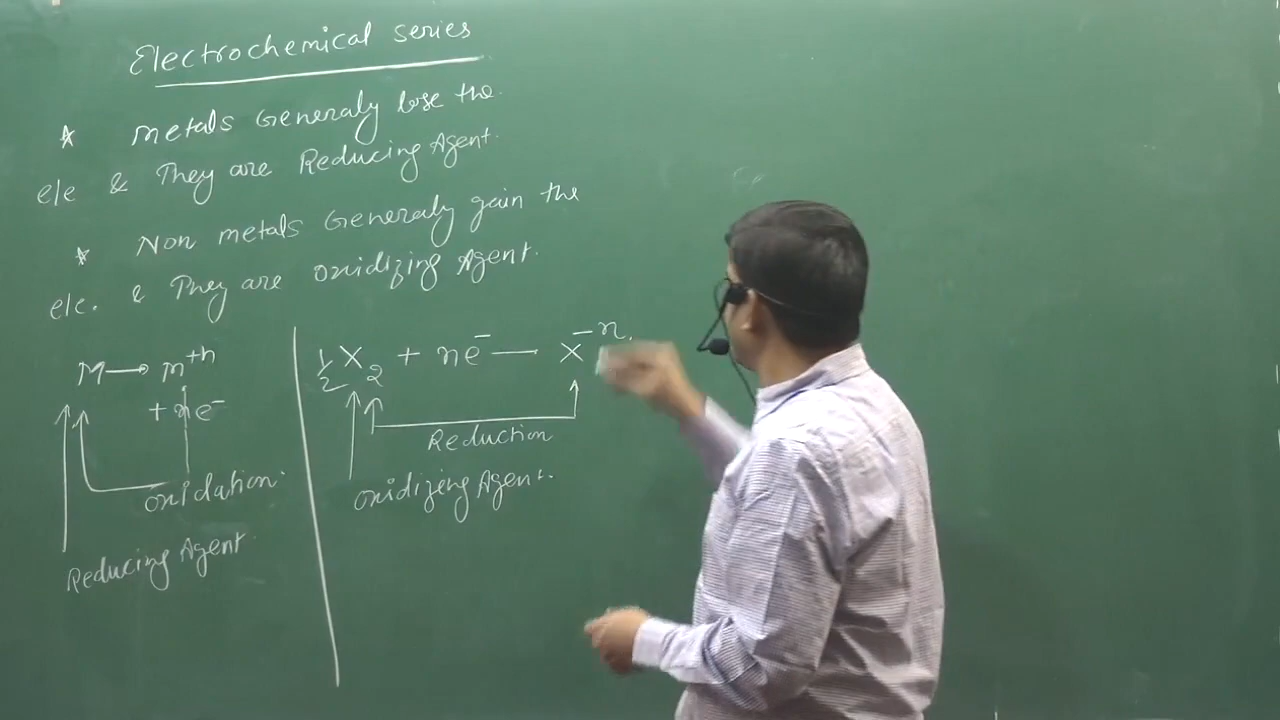 Electrochemical series
* Metals Generaly lose the
ele & They are Reducing Agent.
* Non metals Generaly gain the
ele. & They are Oxidizing Agent.
M → m⁺ⁿ
+ ne⁻
Oxidation
Reducing Agent
½X₂ + ne⁻ — X⁻ⁿ
Reduction
Oxidizing Agent.